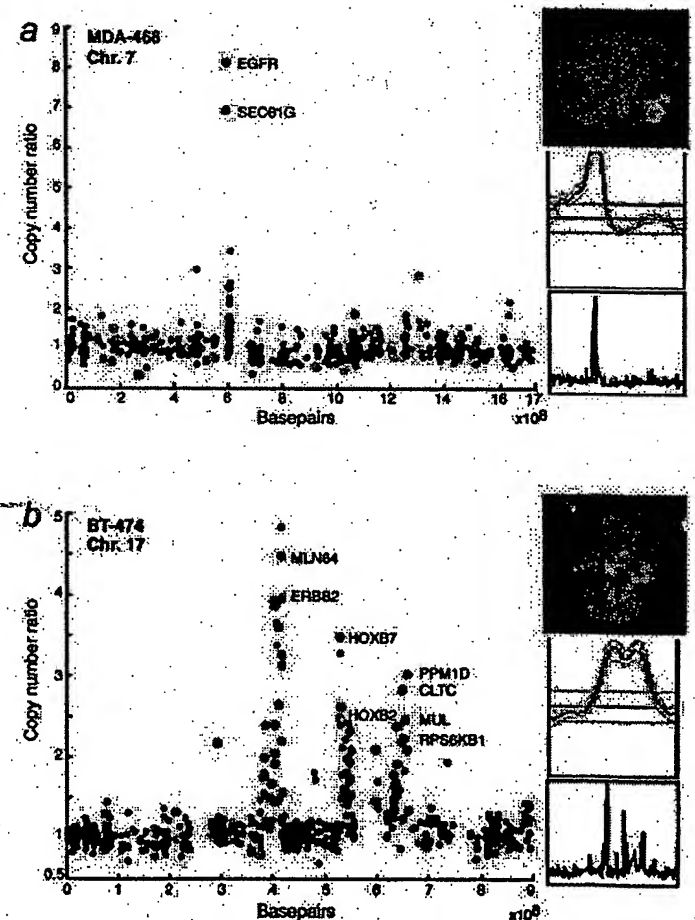 a
MDA-468
Chr. 7
EGFR
SEC61G
Copy number ratio
9
8
7
6
5
4
3
2
1
0
0 2 4 6 8 10 12 14 16 17
Basepairs x10⁸
b
BT-474
Chr. 17
MLN64
ERBB2
HOXB7
HOXB2
PPM1D
CLTC
MUL
RPS6KB1
Copy number ratio
5
4
3
2
1
0.5
0 1 2 3 4 5 6 7 8 9
Basepairs x10⁸